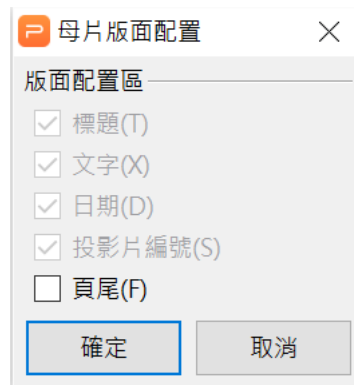 母片版面配置
版面配置區
標題(T)
文字(X)
日期(D)
投影片編號(S)
頁尾(F)
確定 取消